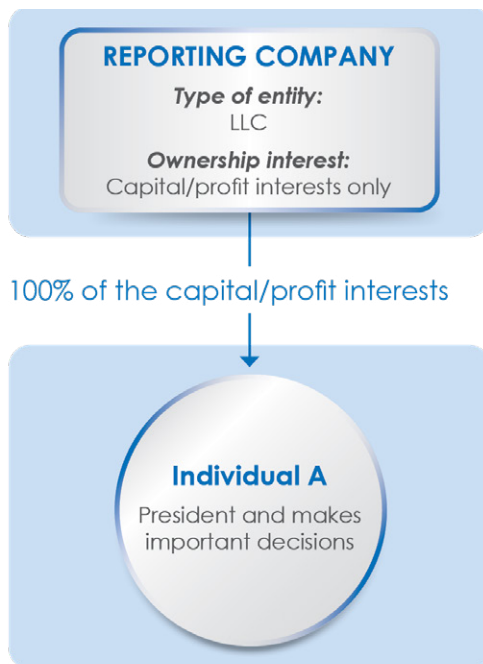 REPORTING COMPANY
Type of entity:
LLC
Ownership interest:
Capital/profit interests only
100% of the capital/profit interests
Individual A
President and makes
important decisions